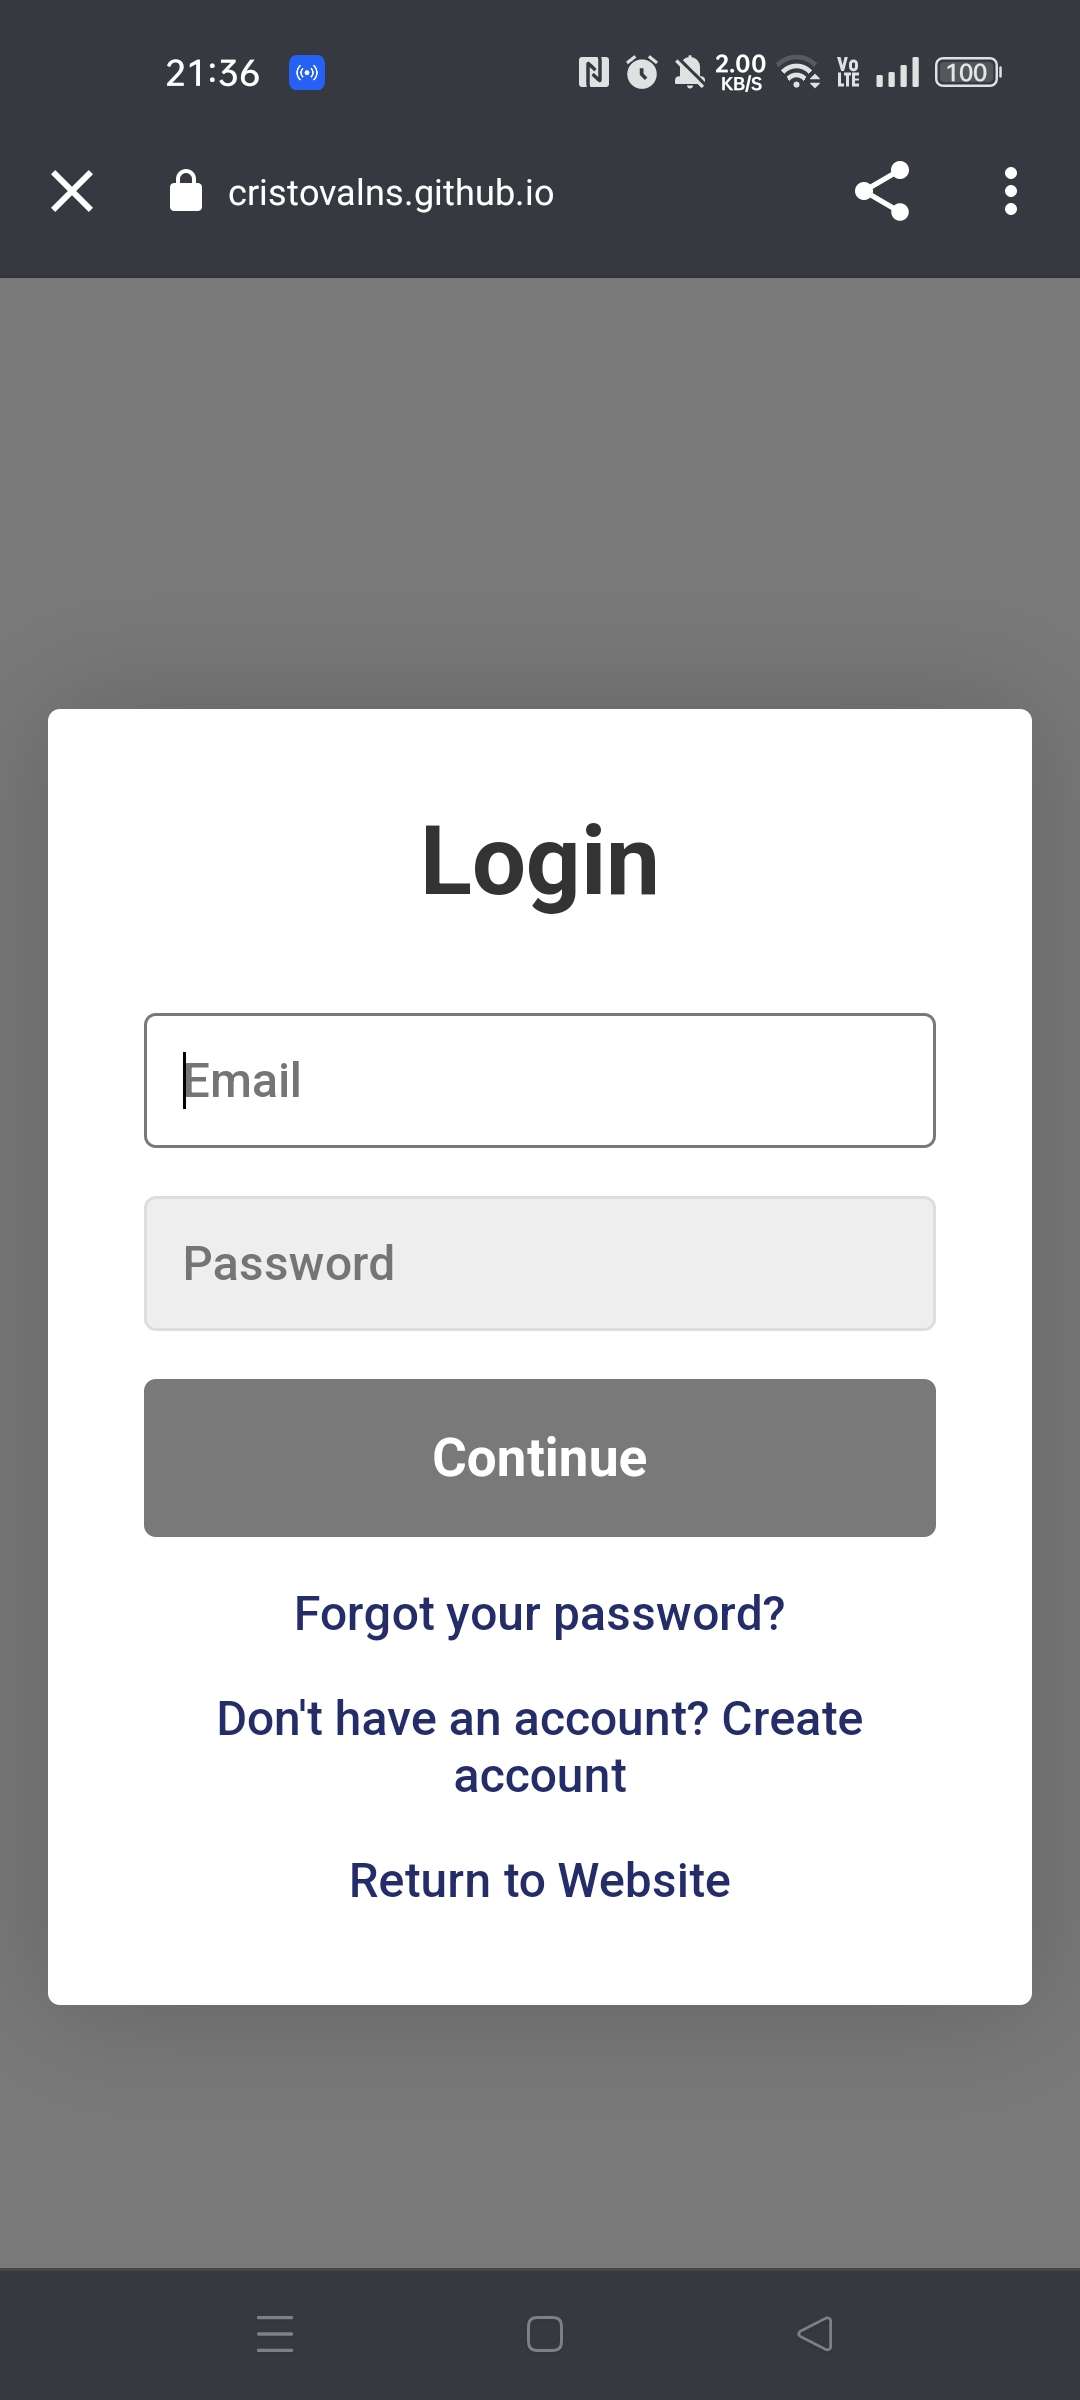 21:36
2.00 KB/S
Vo LTE
100
cristovalns.github.io
Login
Email
Password
Continue
Forgot your password?
Don't have an account? Create
account
Return to Website